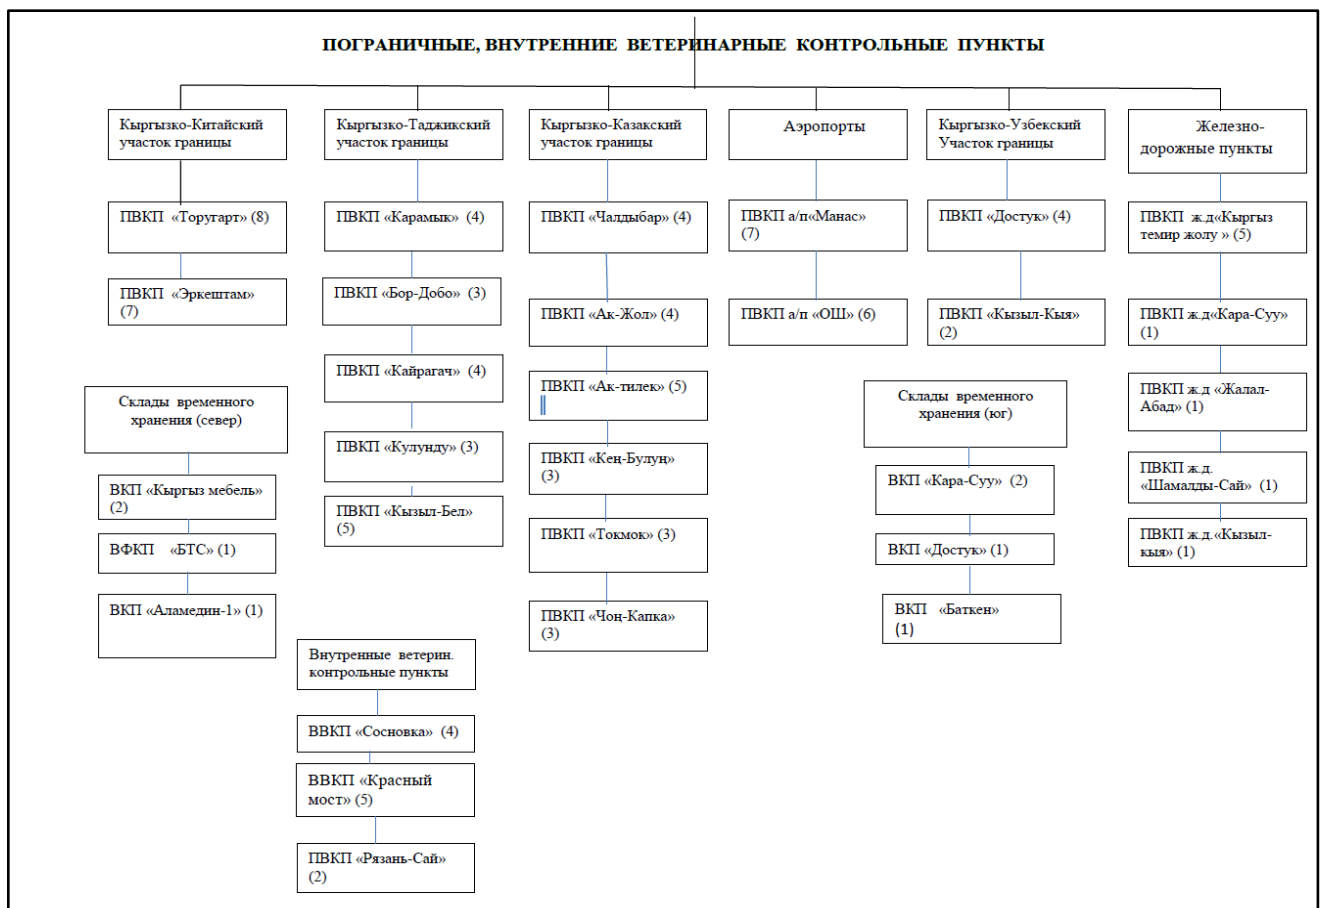 ПОГРАНИЧНЫЕ, ВНУТРЕННИЕ ВЕТЕРИНАРНЫЕ КОНТРОЛЬНЫЕ ПУНКТЫ
Кыргызко-Китайский
участок границы
ПВКП «Торугарт» (8)
ПВКП «Эркештам»
(7)
Кыргызко-Таджикский
участок границы
ПВКП «Карамык» (4)
ПВКП «Бор-Добо» (3)
ПВКП «Кайрагач» (4)
ПВКП «Кулунду» (3)
ПВКП «Кызыл-Бел»
(5)
Кыргызко-Казакский
участок границы
ПВКП «Чалдыбар» (4)
ПВКП «Ак-Жол» (4)
ПВКП «Ак-тилек» (5)
ПВКП «Кең-Булуң»
(3)
ПВКП «Токмок» (3)
ПВКП «Чоң-Капка»
(3)
Аэропорты
ПВКП а/п«Манас»
(7)
ПВКП а/п «ОШ» (6)
Кыргызко-Узбекский
Участок границы
ПВКП «Достук» (4)
ПВКП «Кызыл-Кыя»
(2)
Железно-
дорожные пункты
ПВКП ж.д«Кыргыз
темир жолу » (5)
ПВКП ж.д«Кара-Суу»
(1)
ПВКП ж.д «Жалал-
Абад» (1)
ПВКП ж.д.
«Шамалды-Сай» (1)
ПВКП ж.д.«Кызыл-
кыя» (1)
Склады временного
хранения (север)
ВКП «Кыргыз мебель»
(2)
ВФКП «БТС» (1)
ВКП «Аламедин-1» (1)
Склады временного
хранения (юг)
ВКП «Кара-Суу» (2)
ВКП «Достук» (1)
ВКП «Баткен»
(1)
Внутренные ветерин.
контрольные пункты
ВВКП «Сосновка» (4)
ВВКП «Красный
мост» (5)
ПВКП «Рязань-Сай»
(2)